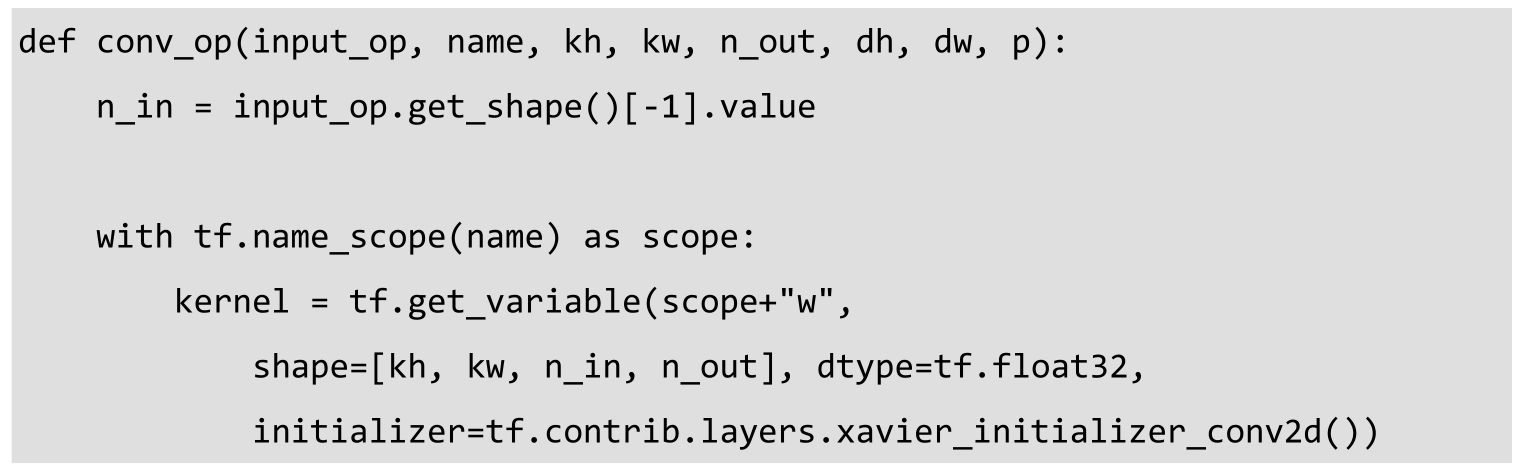 def conv_op(input_op, name, kh, kw, n_out, dh, dw, p):
    n_in = input_op.get_shape()[-1].value
    with tf.name_scope(name) as scope:
        kernel = tf.get_variable(scope+"w",
            shape=[kh, kw, n_in, n_out], dtype=tf.float32,
            initializer=tf.contrib.layers.xavier_initializer_conv2d())